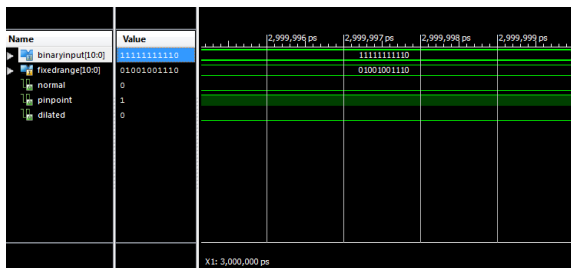 Name Value
2,999,996 ps 2,999,997 ps 2,999,998 ps 2,999,999 ps
binaryinput[10:0] 11111111110 11111111110
fixedrange[10:0] 01001001110 01001001110
normal 0
pinpoint 1
dilated 0
X1: 3,000,000 ps